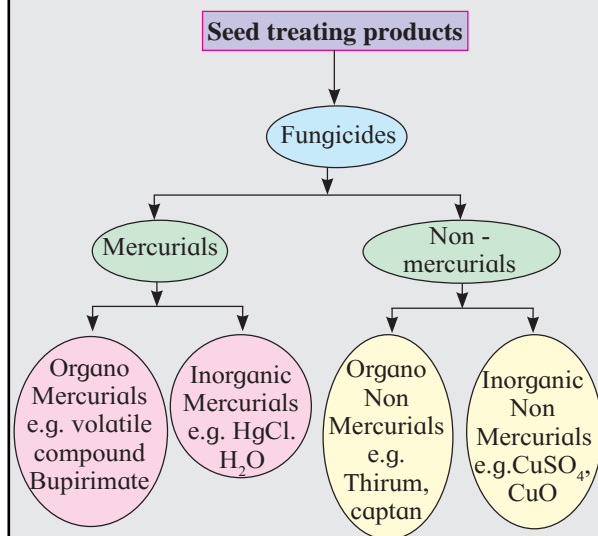 Seed treating products
Fungicides
Mercurials
Non -
mercurials
Organo
Mercurials
e.g. volatile
compound
Bupirimate
Inorganic
Mercurials
e.g. HgCl.
H₂O
Organo
Non
Mercurials
e.g.
Thirum,
captan
Inorganic
Non
Mercurials
e.g.CuSO₄,
CuO